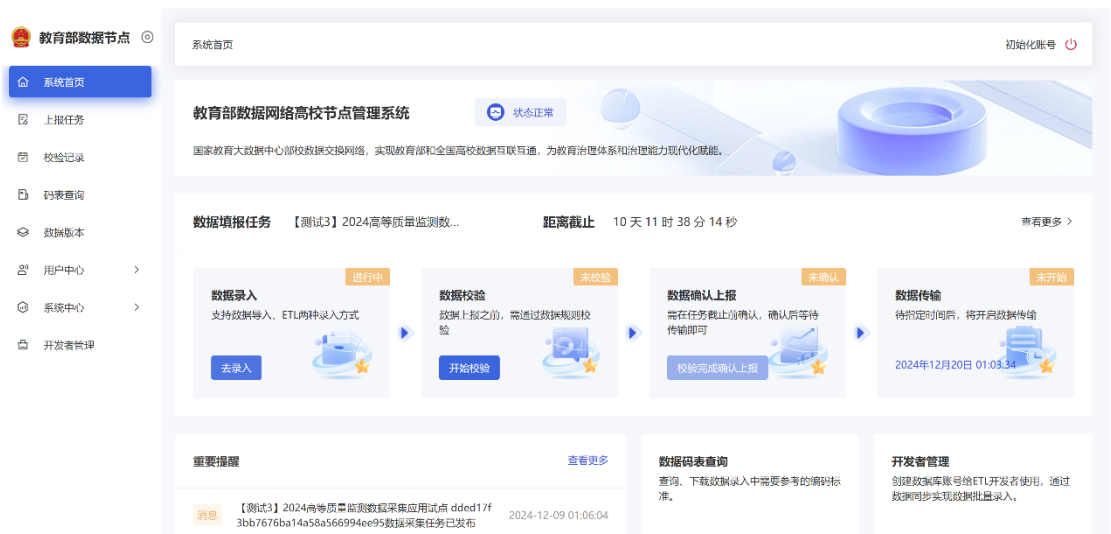 教育部数据节点
系统首页
上报任务
校验记录
码表查询
数据版本
用户中心
系统中心
开发者管理
系统首页
初始化账号
教育部数据网络高校节点管理系统
状态正常
国家教育大数据中心部校数据交换网络，实现教育部和全国高校数据互联互通，为教育治理体系和治理能力现代化赋能。
数据填报任务 【测试3】2024高等质量监测数...
距离截止 10 天 11 时 38 分 14 秒
查看更多
进行中
数据录入
支持数据导入、ETL两种录入方式
去录入
未校验
数据校验
数据上报之前，需通过数据规则校
验
开始校验
未确认
数据确认上报
需在任务截止前确认，确认后等待
传输即可
校验完成确认上报
未开始
数据传输
待指定时间后，将开启数据传输
2024年12月20日 01:03:34
重要提醒
查看更多
消息
【测试3】2024高等质量监测数据采集应用试点 dded17f
3bb7676ba14a58a566994ee95数据采集任务已发布
2024-12-09 01:06:04
数据码表查询
查询、下载数据录入中需要参考的编码标
准。
开发者管理
创建数据库账号给ETL开发者使用，通过
数据同步实现数据批量录入。